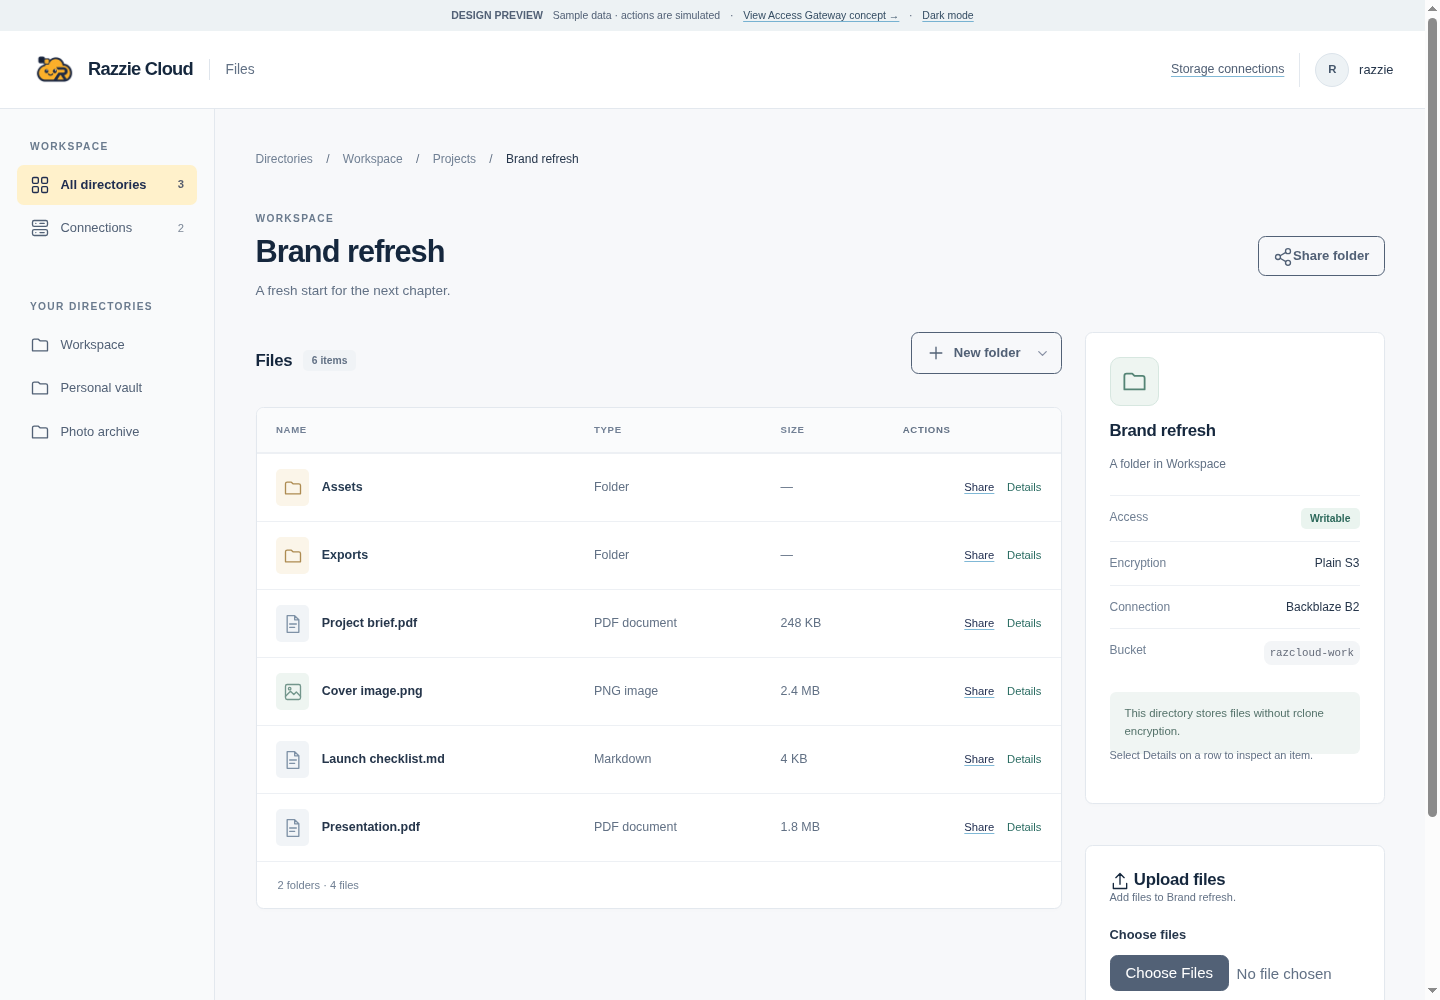 DESIGN PREVIEW Sample data · actions are simulated · View Access Gateway concept → · Dark mode
Razzie Cloud Files
Storage connections R razzie
WORKSPACE
All directories 3
Connections 2
YOUR DIRECTORIES
Workspace
Personal vault
Photo archive
Directories / Workspace / Projects / Brand refresh
WORKSPACE
Brand refresh
A fresh start for the next chapter.
Share folder
Files 6 items
New folder
NAME TYPE SIZE ACTIONS
Assets Folder — Share Details
Exports Folder — Share Details
Project brief.pdf PDF document 248 KB Share Details
Cover image.png PNG image 2.4 MB Share Details
Launch checklist.md Markdown 4 KB Share Details
Presentation.pdf PDF document 1.8 MB Share Details
2 folders · 4 files
Brand refresh
A folder in Workspace
Access Writable
Encryption Plain S3
Connection Backblaze B2
Bucket razcloud-work
This directory stores files without rclone
encryption.
Select Details on a row to inspect an item.
Upload files
Add files to Brand refresh.
Choose files
Choose Files No file chosen